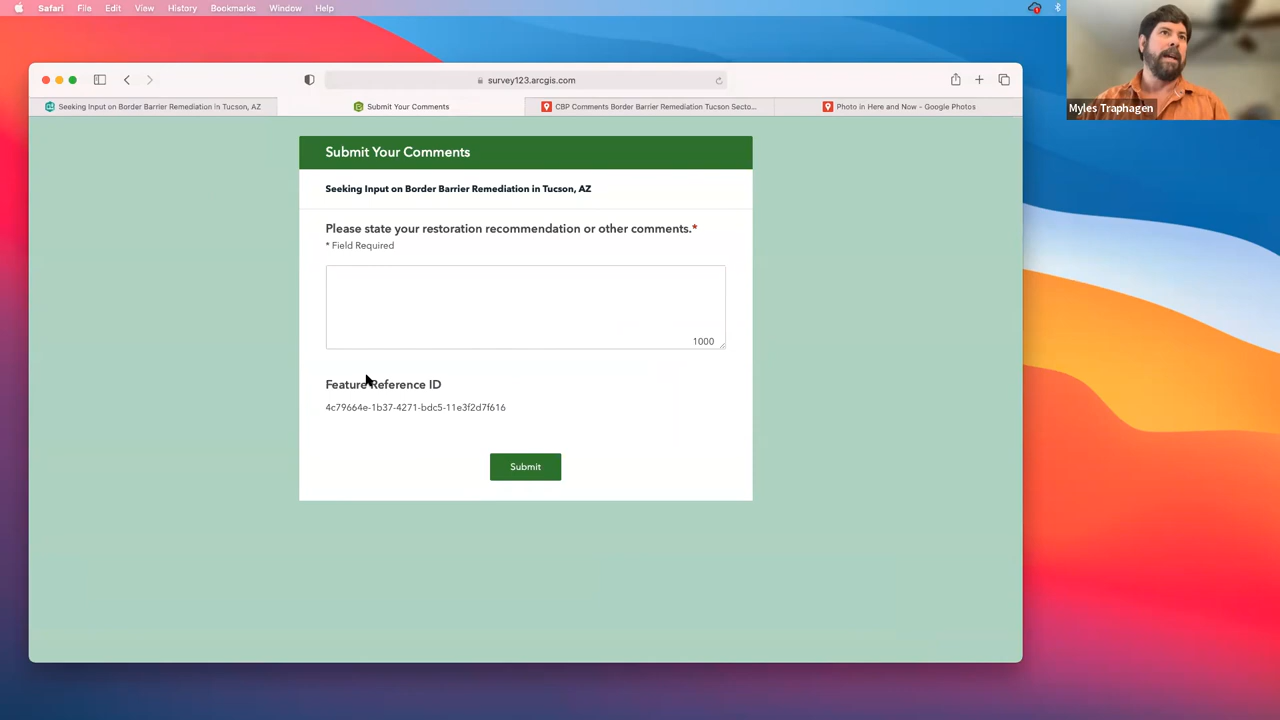 Safari File Edit View History Bookmarks Window Help
survey123.arcgis.com
Seeking Input on Border Barrier Remediation in Tucson, AZ
Submit Your Comments
CBP Comments Border Barrier Remediation Tucson Secto...
Photo in Here and Now - Google Photos
Myles Traphagen
Submit Your Comments
Seeking Input on Border Barrier Remediation in Tucson, AZ
Please state your restoration recommendation or other comments.*
* Field Required
1000
Feature Reference ID
4c79664e-1b37-4271-bdc5-11e3f2d7f616
Submit